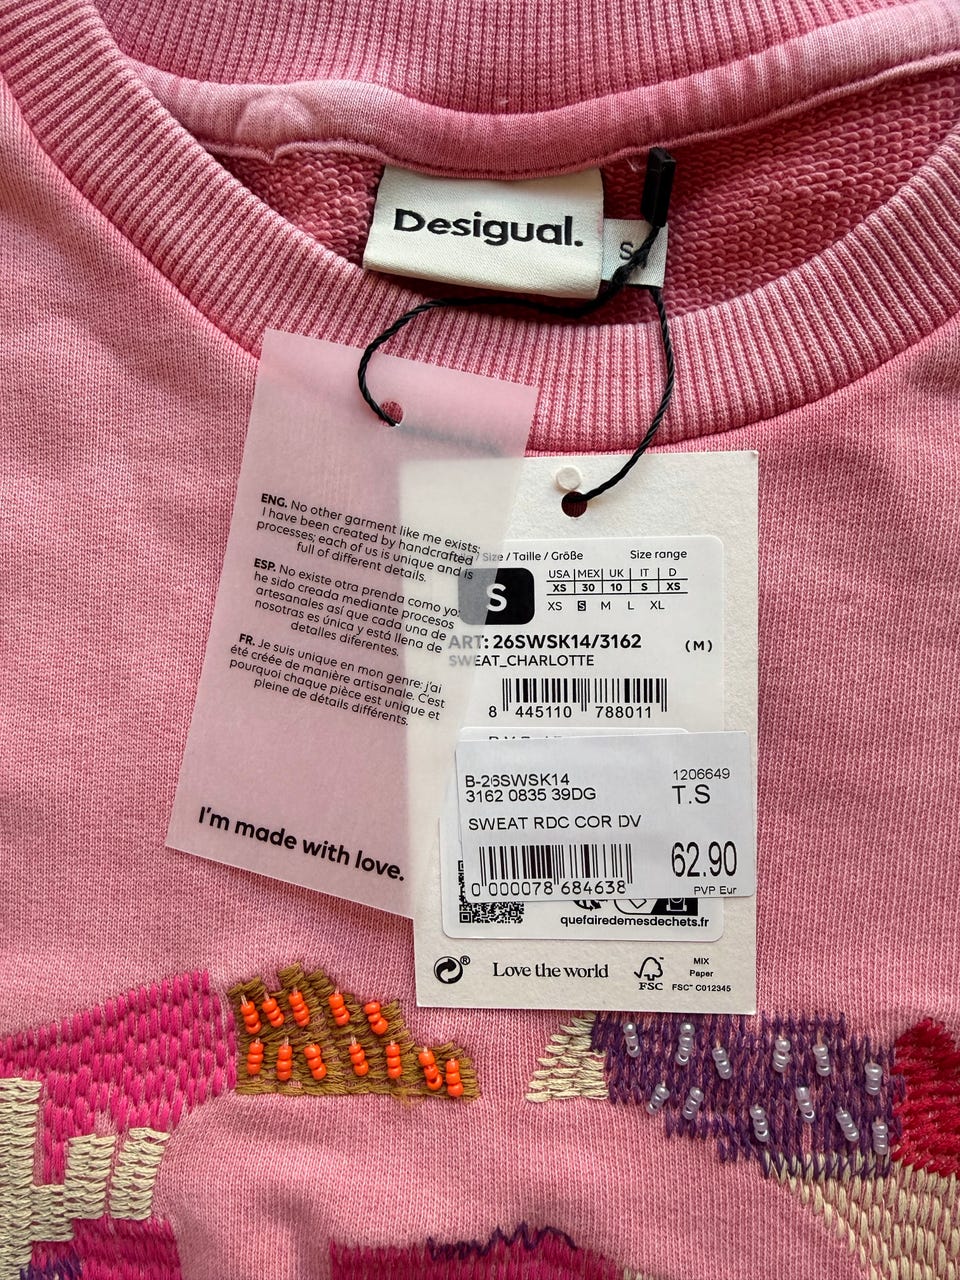 Desigual.
S
ENG. No other garment like me exists;
I have been created by handcrafted
processes; each of us is unique and is
full of different details.
ESP. No existe otra prenda como yo:
he sido creada mediante procesos
artesanales así que cada una de
nosotras es única y está llena de
detalles diferentes.
FR. Je suis unique en mon genre: j'ai
été créée de manière artisanale. C'est
pourquoi chaque pièce est unique et
pleine de détails différents.
I'm made with love.
/ Size / Taille / Größe Size range
S
USA MEX UK IT D
XS 30 10 S XS
XS S M L XL
ART: 26SWSK14/3162 (M)
SWEAT_CHARLOTTE
8 445110 788011
B-26SWSK14 1206649
3162 0835 39DG T.S
SWEAT RDC COR DV
62.90
0 000078 684638 PVP Eur
quefairedemesdechets.fr
® Love the world FSC
MIX
Paper
FSC™ C012345